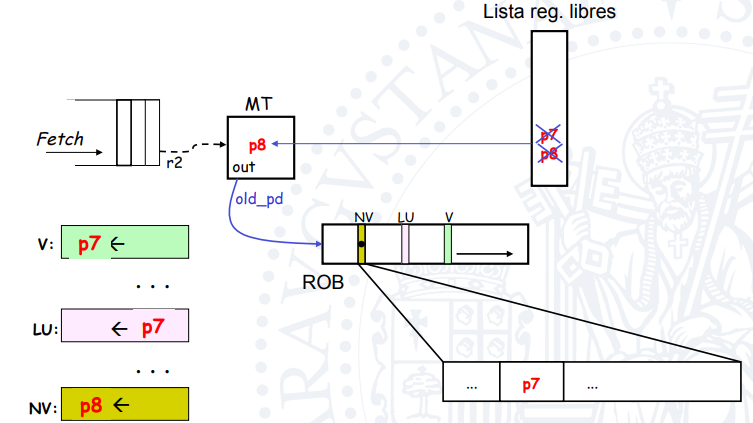 Lista reg. libres
MT
Fetch
r2
p8
out
p7
p8
old_pd
NV LU V
V: p7 ←
ROB
...
LU: ← p7
...
... p7 ...
NV: p8 ←